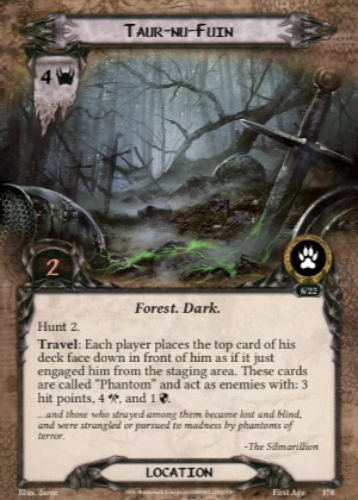 Taur-nu-Fuin
4
2
6/22
Forest. Dark.
Hunt 2.
Travel: Each player places the top card of his
deck face down in front of him as if it just
engaged him from the staging area. These cards
are called "Phantom" and act as enemies with: 3
hit points, 4 , and 1 .
...and those who strayed among them became lost and blind,
and were strangled or pursued to madness by phantoms of
terror.
-The Silmarillion
LOCATION
First Age
170